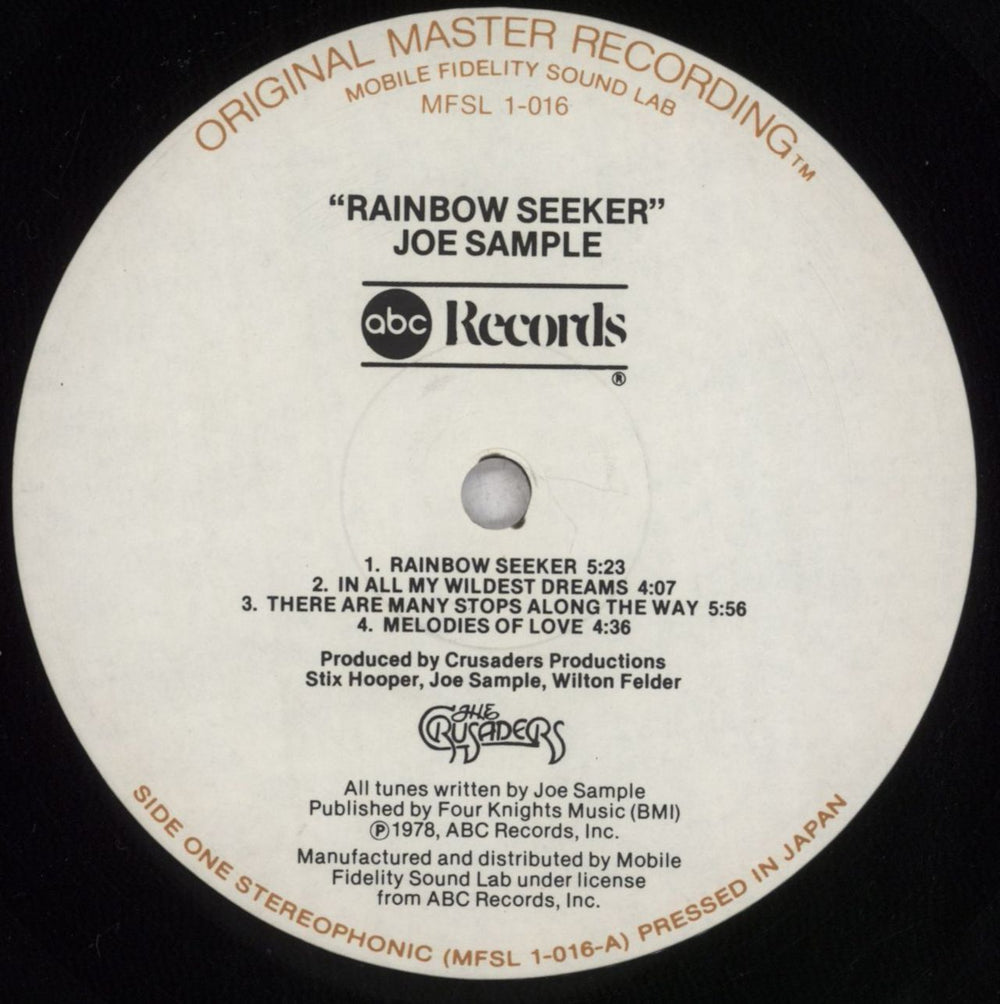 ORIGINAL MASTER RECORDING™
MOBILE FIDELITY SOUND LAB
MFSL 1-016
“RAINBOW SEEKER”
JOE SAMPLE
abc Records
®
1. RAINBOW SEEKER 5:23
2. IN ALL MY WILDEST DREAMS 4:07
3. THERE ARE MANY STOPS ALONG THE WAY 5:56
4. MELODIES OF LOVE 4:36
Produced by Crusaders Productions
Stix Hooper, Joe Sample, Wilton Felder
THE
CRUSADERS
All tunes written by Joe Sample
Published by Four Knights Music (BMI)
℗1978, ABC Records, Inc.
Manufactured and distributed by Mobile
Fidelity Sound Lab under license
from ABC Records, Inc.
SIDE ONE STEREOPHONIC (MFSL 1-016-A) PRESSED IN JAPAN